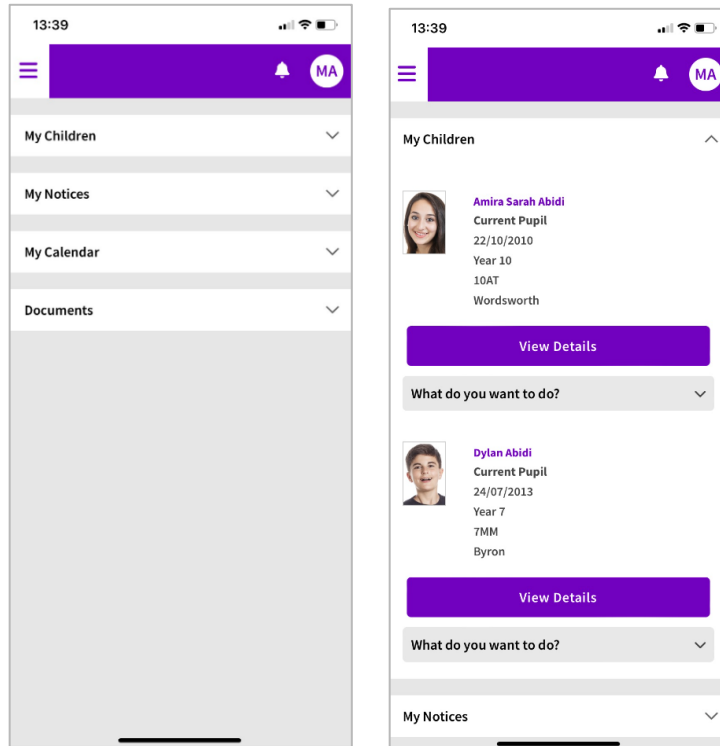 13:39
MA
My Children
My Notices
My Calendar
Documents
13:39
MA
My Children
Amira Sarah Abidi
Current Pupil
22/10/2010
Year 10
10AT
Wordsworth
View Details
What do you want to do?
Dylan Abidi
Current Pupil
24/07/2013
Year 7
7MM
Byron
View Details
What do you want to do?
My Notices